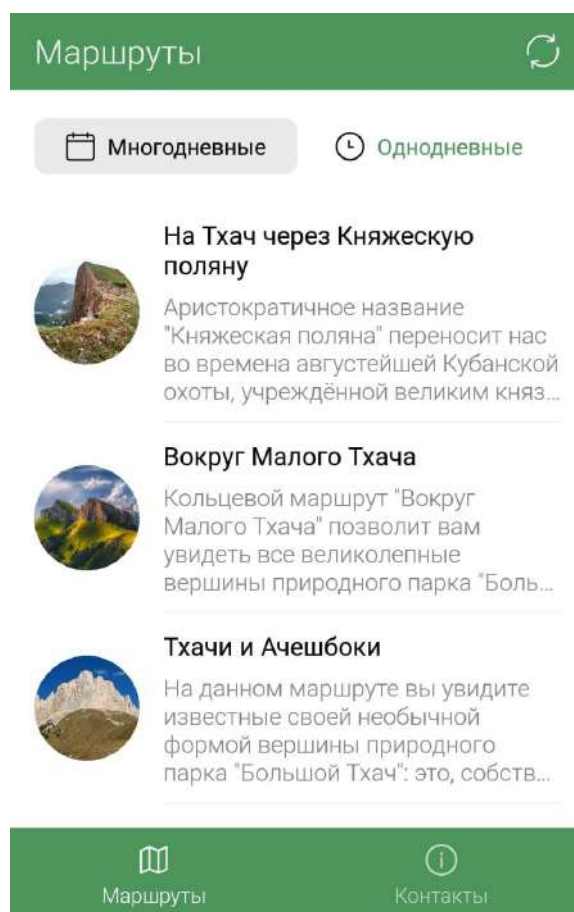 Маршруты
Многодневные
Однодневные
На Тхач через Княжескую
поляну
Аристократичное название
"Княжеская поляна" переносит нас
во времена августейшей Кубанской
охоты, учреждённой великим княз...
Вокруг Малого Тхача
Кольцевой маршрут "Вокруг
Малого Тхача" позволит вам
увидеть все великолепные
вершины природного парка "Боль...
Тхачи и Ачешбоки
На данном маршруте вы увидите
известные своей необычной
формой вершины природного
парка "Большой Тхач": это, собств...
Маршруты
Контакты